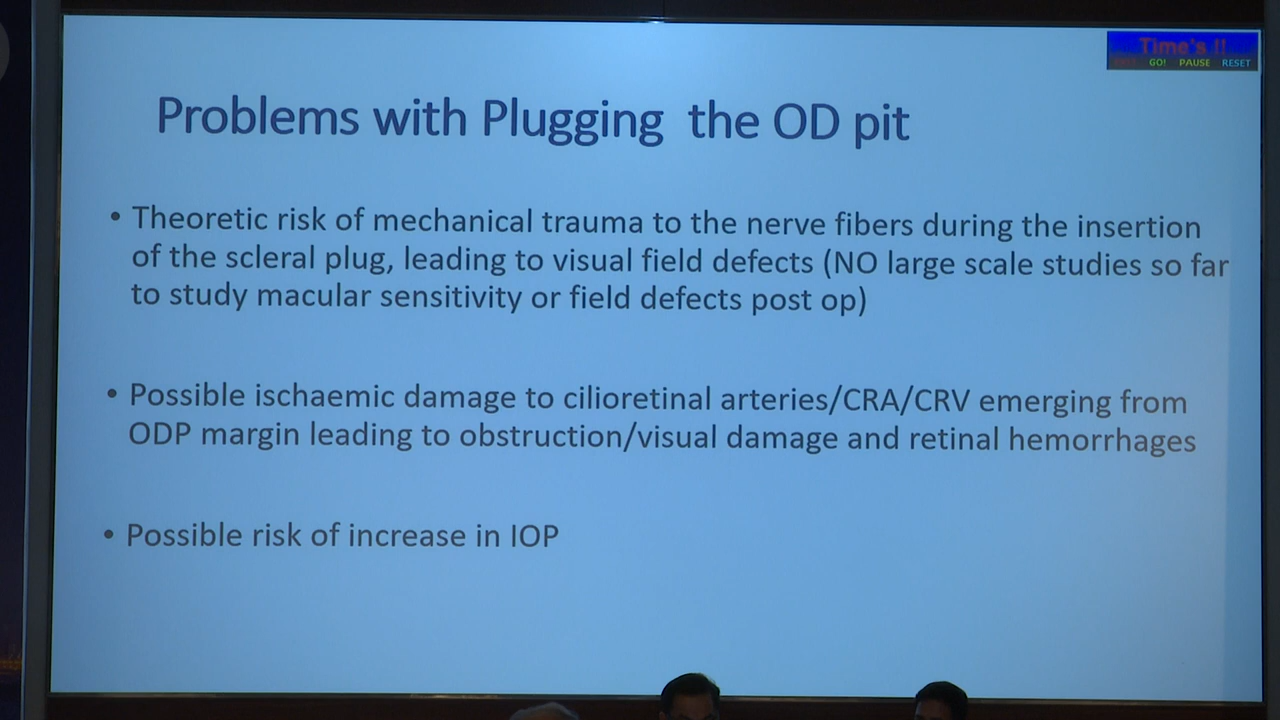 Time's !!
GO! PAUSE RESET
Problems with Plugging the OD pit
• Theoretic risk of mechanical trauma to the nerve fibers during the insertion
of the scleral plug, leading to visual field defects (NO large scale studies so far
to study macular sensitivity or field defects post op)
• Possible ischaemic damage to cilioretinal arteries/CRA/CRV emerging from
ODP margin leading to obstruction/visual damage and retinal hemorrhages
• Possible risk of increase in IOP